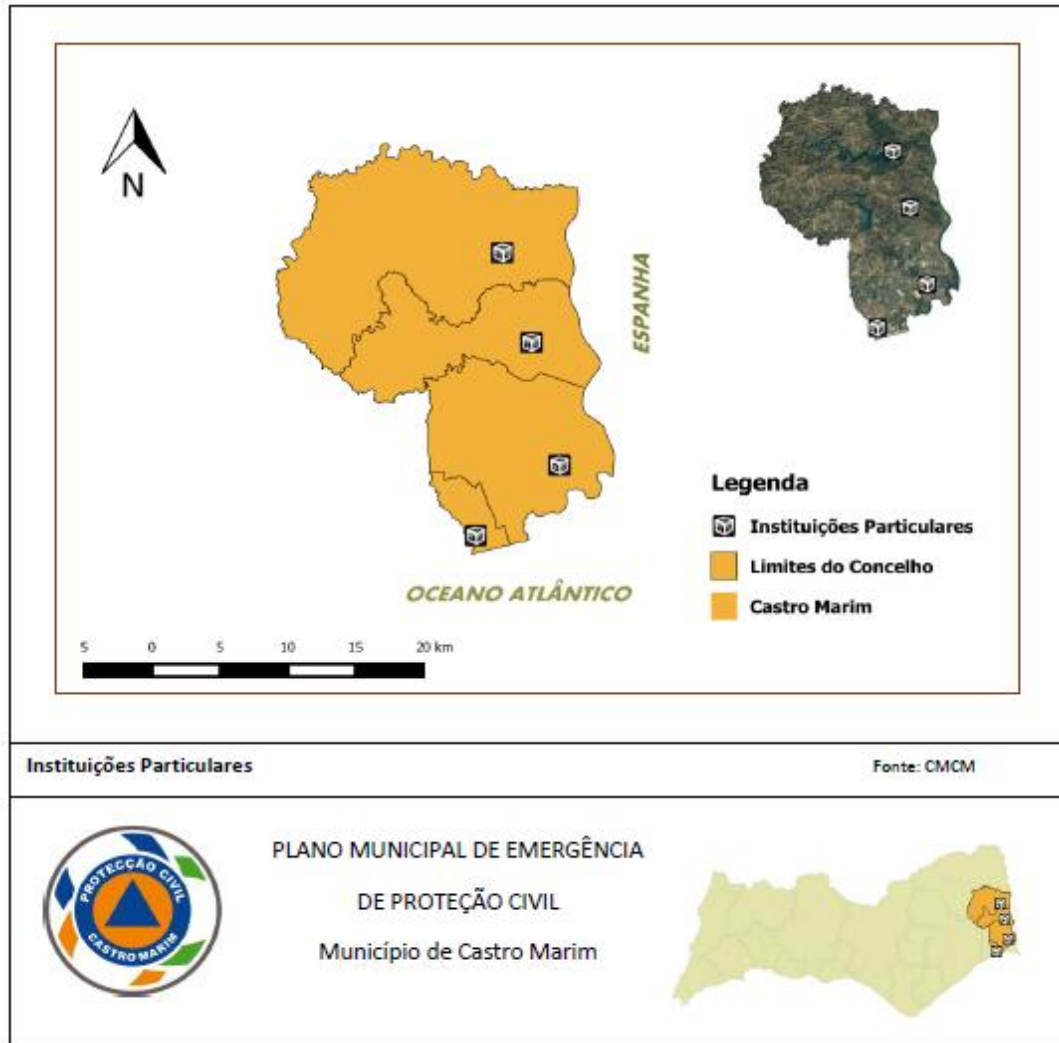 N
ESPANHA
OCEANO ATLÂNTICO
Legenda
Instituições Particulares
Limites do Concelho
Castro Marim
5 0 5 10 15 20 km
Instituições Particulares
Fonte: CMCM
PROTECÇÃO CIVIL
CASTRO MARIM
PLANO MUNICIPAL DE EMERGÊNCIA
DE PROTEÇÃO CIVIL
Município de Castro Marim